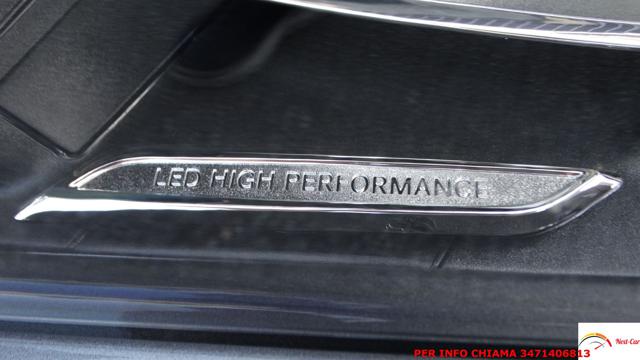 LED HIGH PERFORMANCE
Next-Car
PER INFO CHIAMA 3471406813